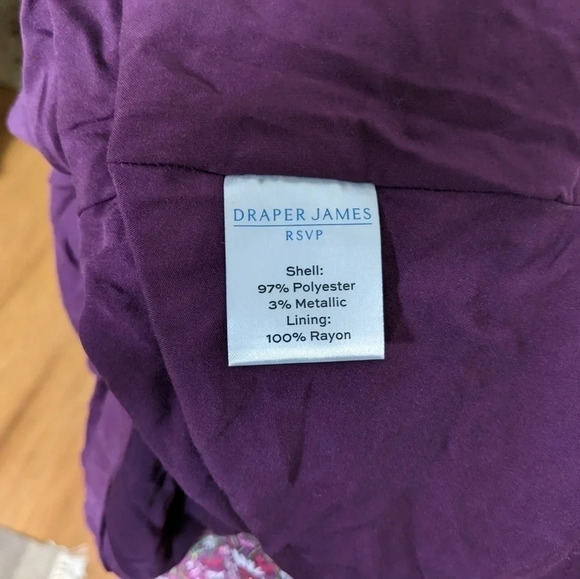 DRAPER JAMES
RSVP
Shell:
97% Polyester
3% Metallic
Lining:
100% Rayon